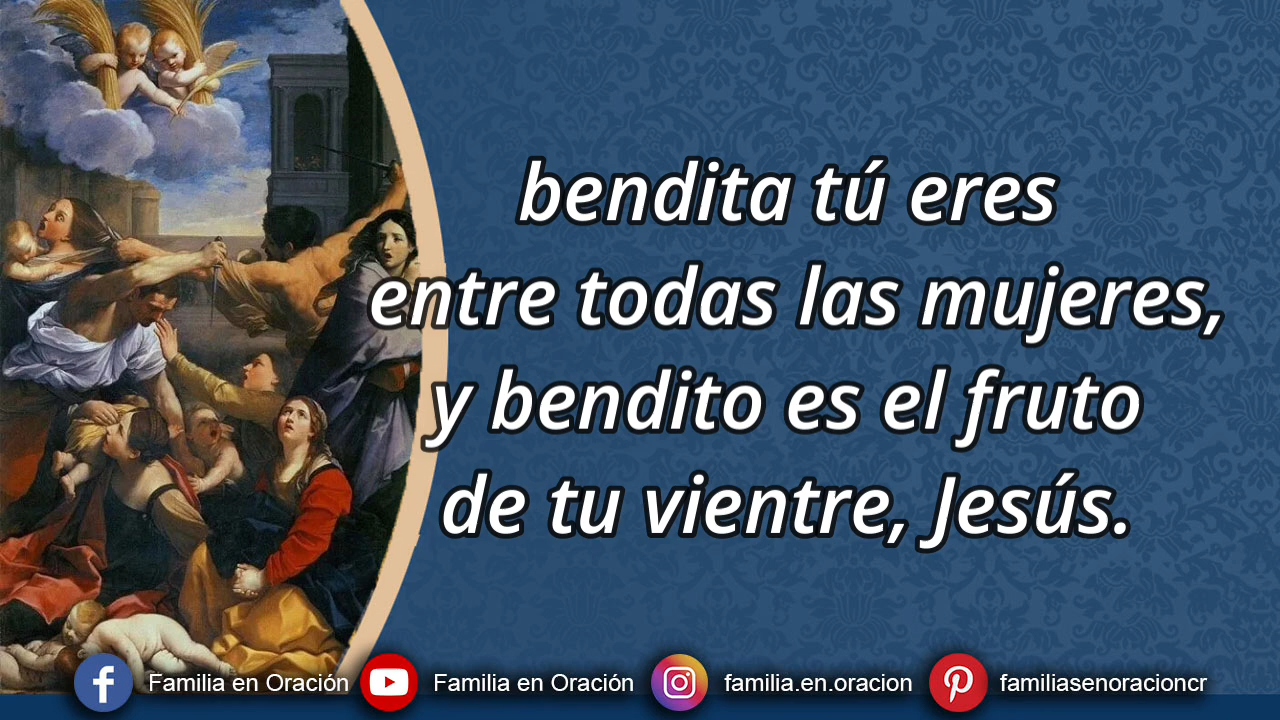 bendita tú eres
entre todas las mujeres,
y bendito es el fruto
de tu vientre, Jesús.
Familia en Oración
Familia en Oración
familia.en.oracion
familiasenoracioncr